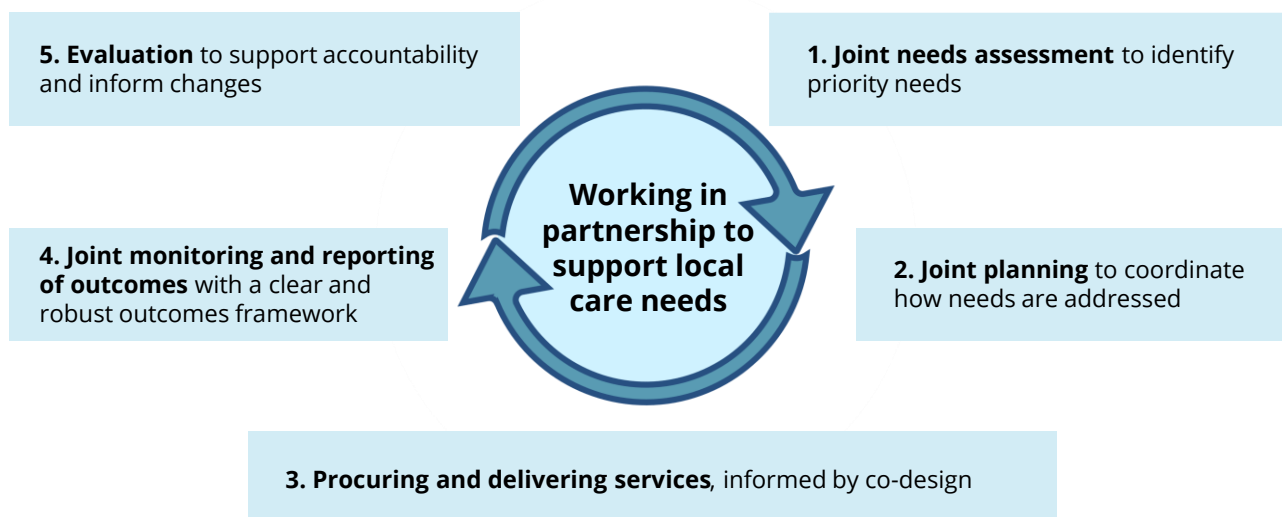 5. Evaluation to support accountability
and inform changes
1. Joint needs assessment to identify
priority needs
Working in
partnership to
support local
care needs
4. Joint monitoring and reporting
of outcomes with a clear and
robust outcomes framework
2. Joint planning to coordinate
how needs are addressed
3. Procuring and delivering services, informed by co-design